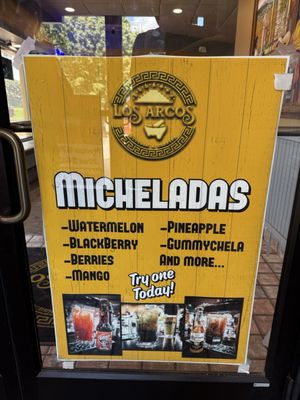 LOS ARCOS
MICHELADAS
-WATERMELON
-BLACKBERRY
-BERRIES
-MANGO
-PINEAPPLE
-GUMMYCHELA
AND MORE...
Try one
Today!